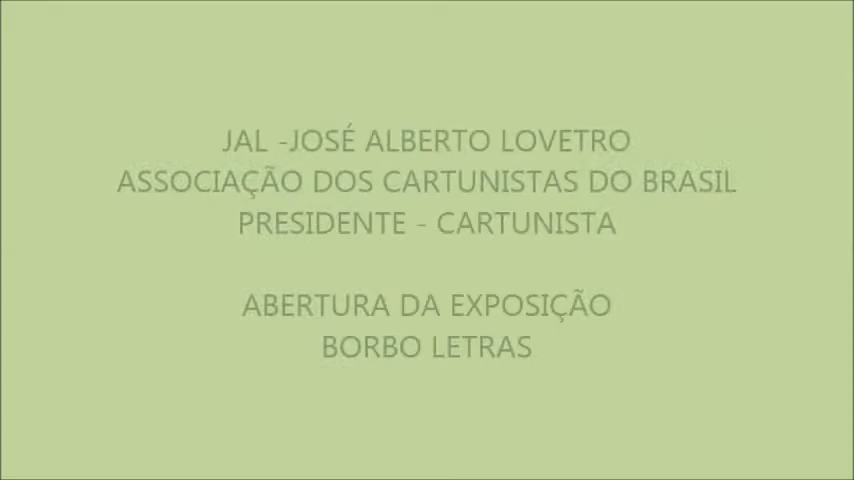 JAL -JOSÉ ALBERTO LOVETRO
ASSOCIAÇÃO DOS CARTUNISTAS DO BRASIL
PRESIDENTE - CARTUNISTA
ABERTURA DA EXPOSIÇÃO
BORBO LETRAS